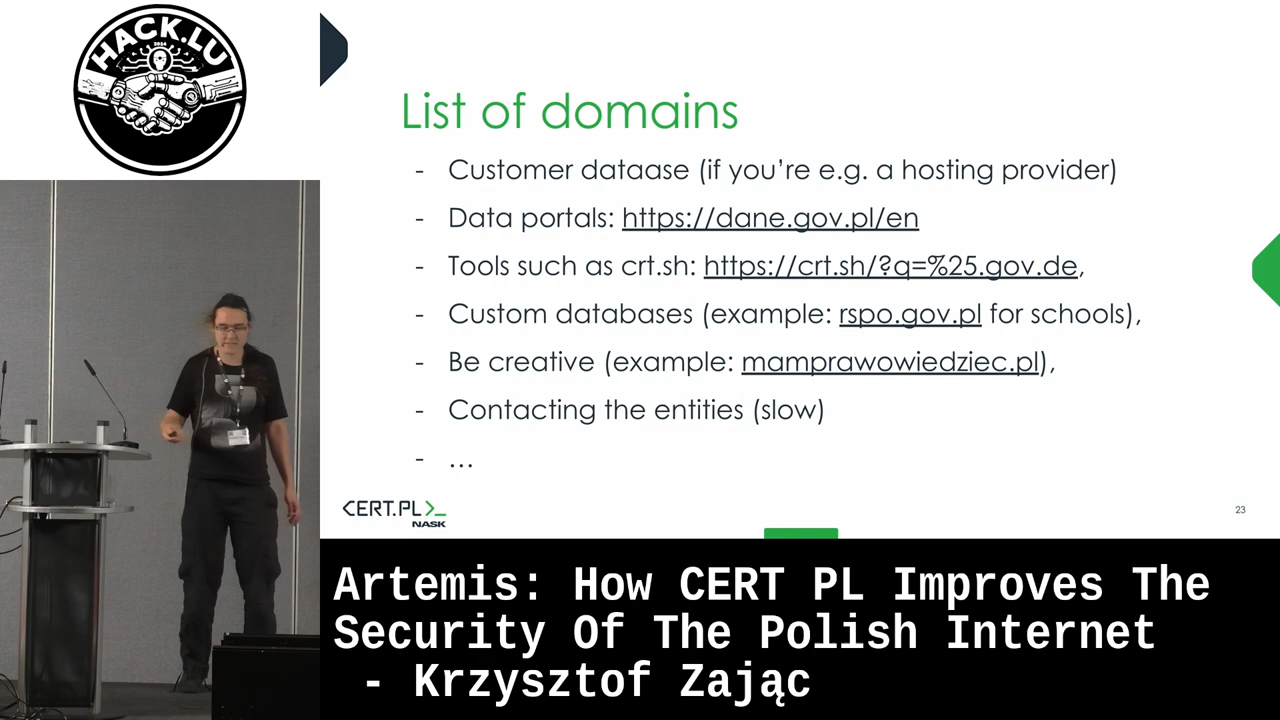 HACK.LU
2024
List of domains
- Customer dataase (if you’re e.g. a hosting provider)
- Data portals: https://dane.gov.pl/en
- Tools such as crt.sh: https://crt.sh/?q=%25.gov.de,
- Custom databases (example: rspo.gov.pl for schools),
- Be creative (example: mamprawowiedziec.pl),
- Contacting the entities (slow)
- …
<CERT.PL>_
NASK
23
Artemis: How CERT PL Improves The
Security Of The Polish Internet
- Krzysztof Zając